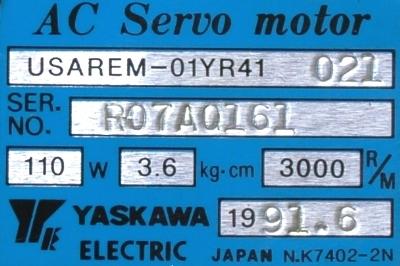 AC Servo motor
USAREM-01YR41 021
SER. NO. R07AQ161
110 W 3.6 kg·cm 3000 R/M
YASKAWA 1991.6
ELECTRIC JAPAN N.K7402-2N